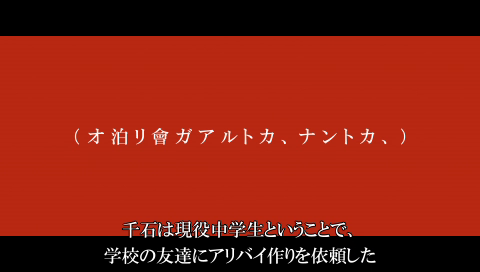 (オ泊リ會ガアルトカ、ナントカ、)
千石は現役中学生ということで、
学校の友達にアリバイ作りを依頼した